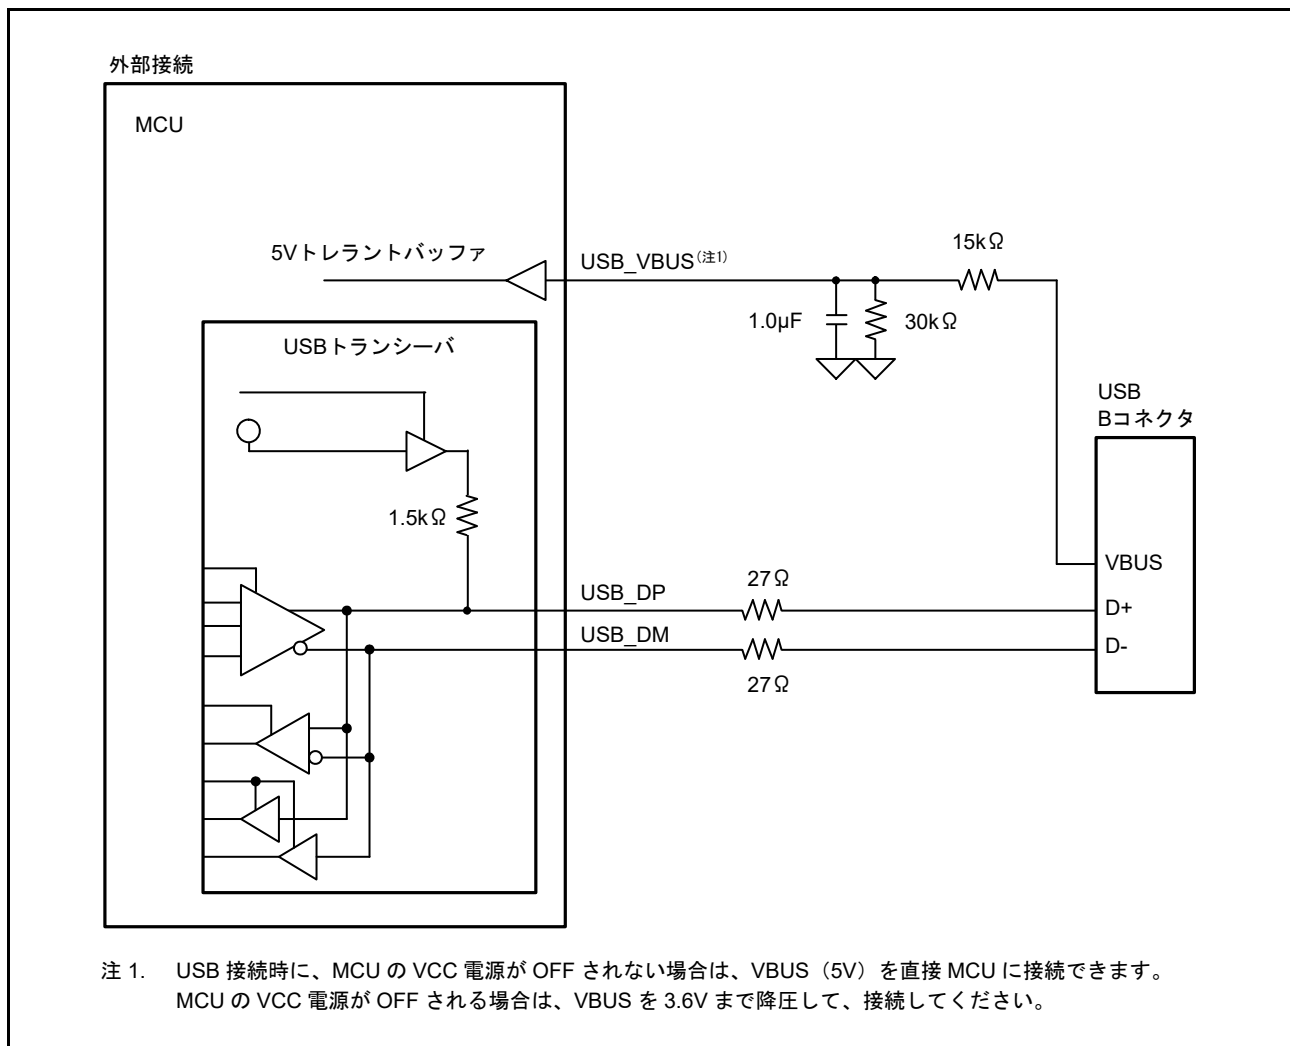 外部接続
MCU
5Vトレラントバッファ
USB_VBUS(注1)
15kΩ
1.0µF
30kΩ
USBトランシーバ
USB
Bコネクタ
1.5kΩ
VBUS
USB_DP
27Ω
D+
USB_DM
D-
27Ω
注 1. USB 接続時に、MCU の VCC 電源が OFF されない場合は、VBUS（5V）を直接 MCU に接続できます。
MCU の VCC 電源が OFF される場合は、VBUS を 3.6V まで降圧して、接続してください。